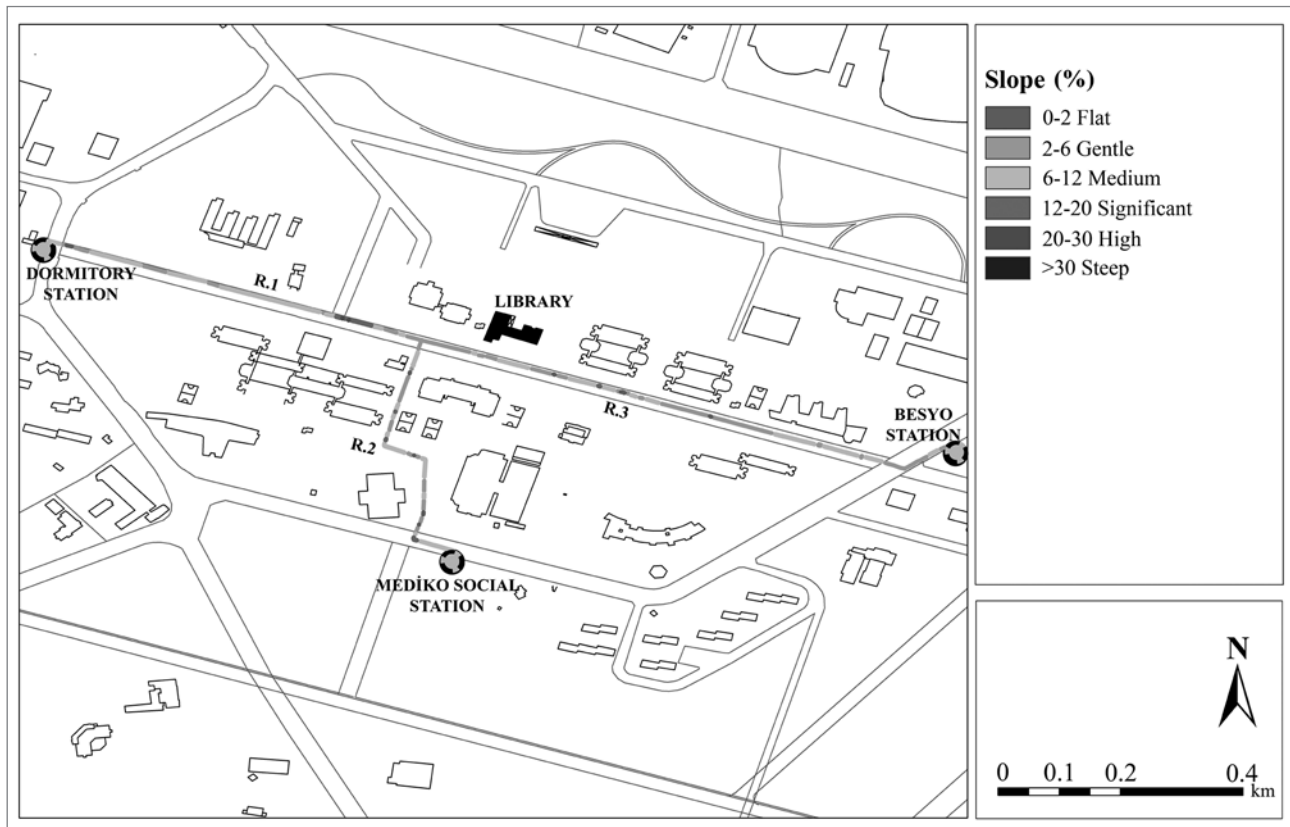 DORMITORY
STATION
R.1
LIBRARY
R.2
R.3
BESYO
STATION
MEDİKO SOCIAL
STATION
Slope (%)
0-2 Flat
2-6 Gentle
6-12 Medium
12-20 Significant
20-30 High
>30 Steep
N
0 0.1 0.2 0.4
km